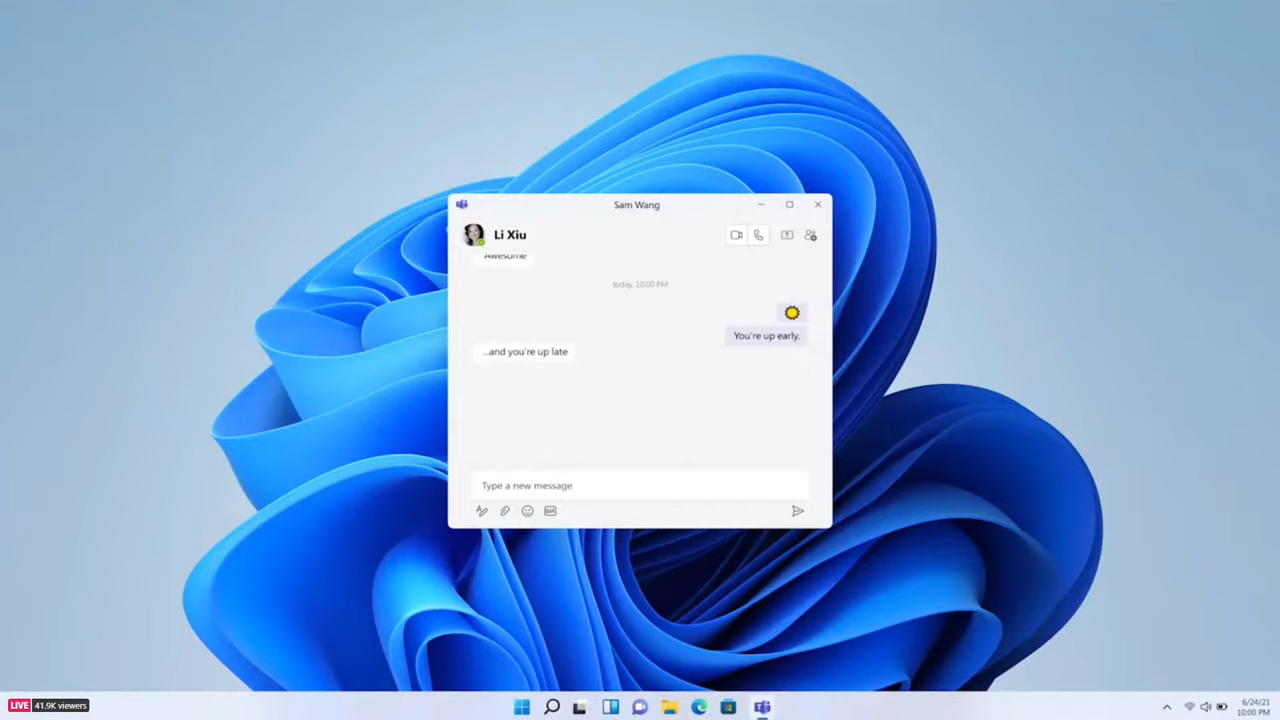 Sam Wang
Li Xiu
Awesome
today, 10:00 PM
You're up early.
...and you're up late
Type a new message
GIF
LIVE 41.9K viewers
6/24/21
10:00 PM